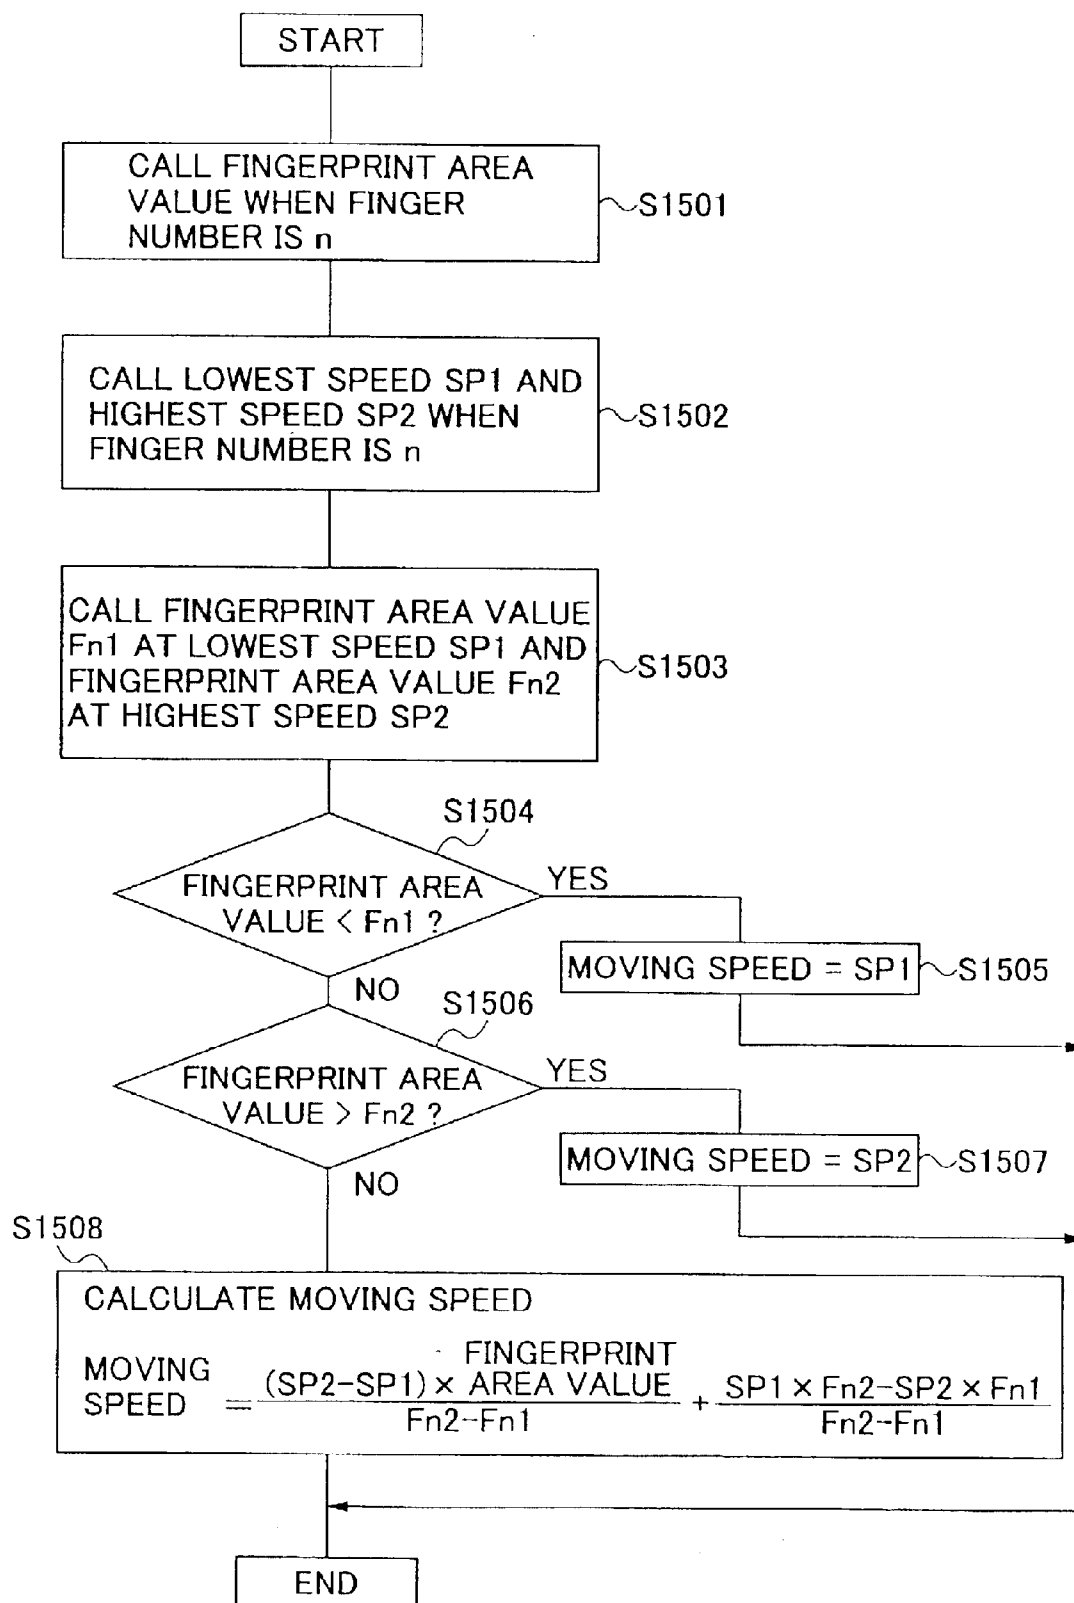 START
CALL FINGERPRINT AREA
VALUE WHEN FINGER
NUMBER IS n
S1501
CALL LOWEST SPEED SP1 AND
HIGHEST SPEED SP2 WHEN
FINGER NUMBER IS n
S1502
CALL FINGERPRINT AREA VALUE
Fn1 AT LOWEST SPEED SP1 AND
FINGERPRINT AREA VALUE Fn2
AT HIGHEST SPEED SP2
S1503
S1504
FINGERPRINT AREA
VALUE < Fn1 ?
YES
MOVING SPEED = SP1
S1505
NO
S1506
FINGERPRINT AREA
VALUE > Fn2 ?
YES
MOVING SPEED = SP2
S1507
NO
S1508
CALCULATE MOVING SPEED
MOVING
SPEED
=
FINGERPRINT
(SP2-SP1) × AREA VALUE
Fn2-Fn1
+
SP1 × Fn2-SP2 × Fn1
Fn2-Fn1
END